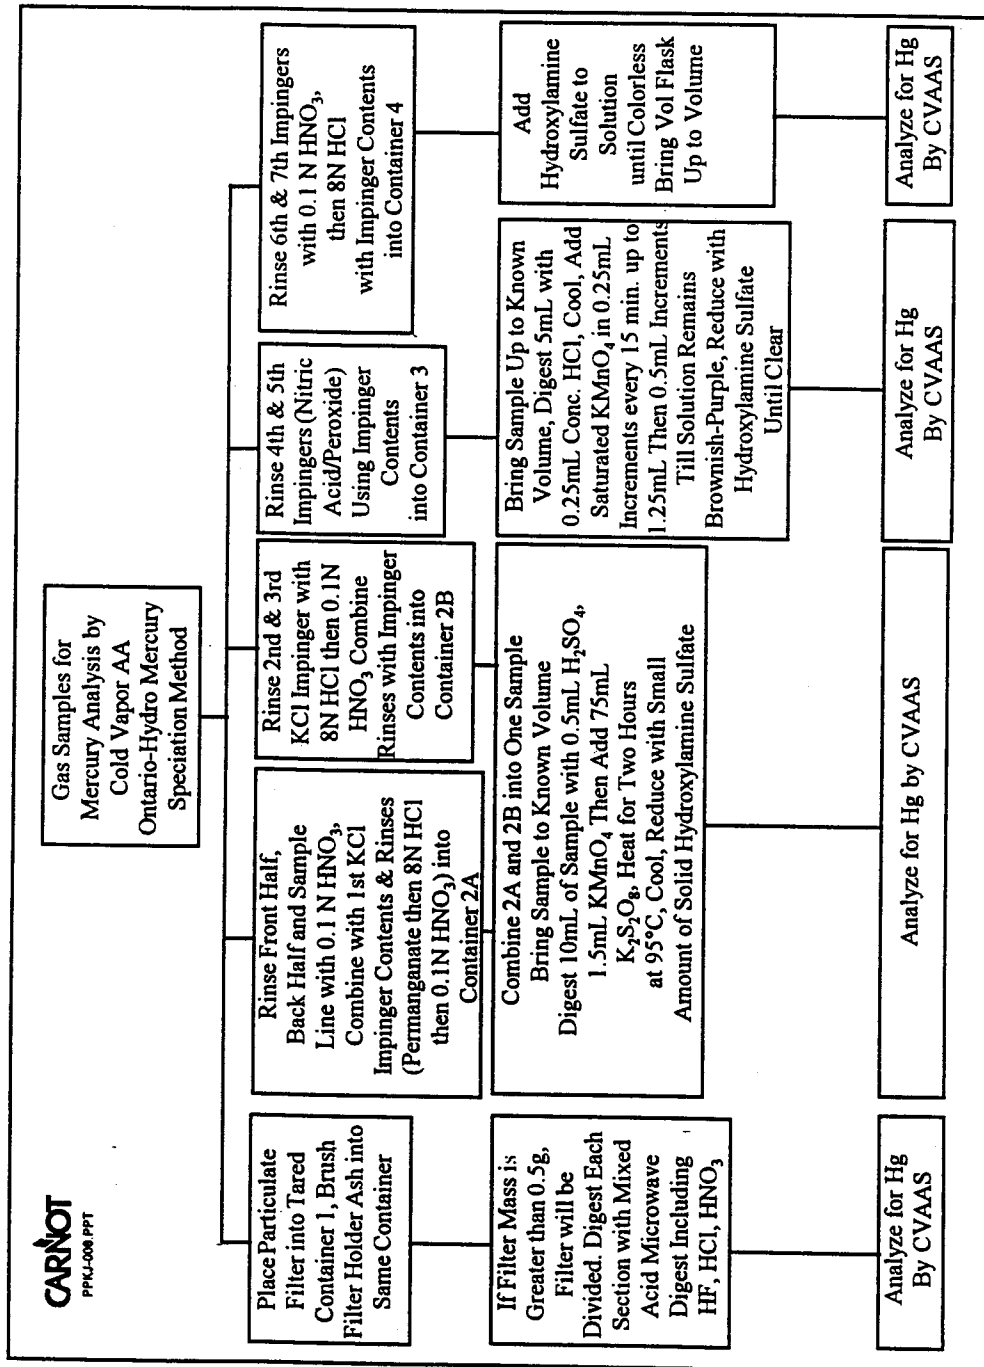 CARNOT
PPKJ-009.PPT
Gas Samples for
Mercury Analysis by
Cold Vapor AA
Ontario-Hydro Mercury
Speciation Method
Place Particulate
Filter into Tared
Container 1, Brush
Filter Holder Ash into
Same Container
Rinse Front Half,
Back Half and Sample
Line with 0.1 N HNO₃,
Combine with 1st KCl
Impinger Contents & Rinses
(Permanganate then 8N HCl
then 0.1N HNO₃) into
Container 2A
Rinse 2nd & 3rd
KCl Impinger with
8N HCl then 0.1N
HNO₃ Combine
Rinses with Impinger
Contents into
Container 2B
Rinse 4th & 5th
Impingers (Nitric
Acid/Peroxide)
Using Impinger
Contents
into Container 3
Rinse 6th & 7th Impingers
with 0.1 N HNO₃,
then 8N HCl
with Impinger Contents
into Container 4
If Filter Mass is
Greater than 0.5g,
Filter will be
Divided. Digest Each
Section with Mixed
Acid Microwave
Digest Including
HF, HCl, HNO₃
Combine 2A and 2B into One Sample
Bring Sample to Known Volume
Digest 10mL of Sample with 0.5mL H₂SO₄,
1.5mL KMnO₄ Then Add 75mL
K₂S₂O₈, Heat for Two Hours
at 95°C, Cool, Reduce with Small
Amount of Solid Hydroxylamine Sulfate
Bring Sample Up to Known
Volume, Digest 5mL with
0.25mL Conc. HCl, Cool, Add
Saturated KMnO₄ in 0.25mL
Increments every 15 min. up to
1.25mL Then 0.5mL Increments
Till Solution Remains
Brownish-Purple, Reduce with
Hydroxylamine Sulfate
Until Clear
Add
Hydroxylamine
Sulfate to
Solution
until Colorless
Bring Vol Flask
Up to Volume
Analyze for Hg
By CVAAS
Analyze for Hg by CVAAS
Analyze for Hg
By CVAAS
Analyze for Hg
By CVAAS